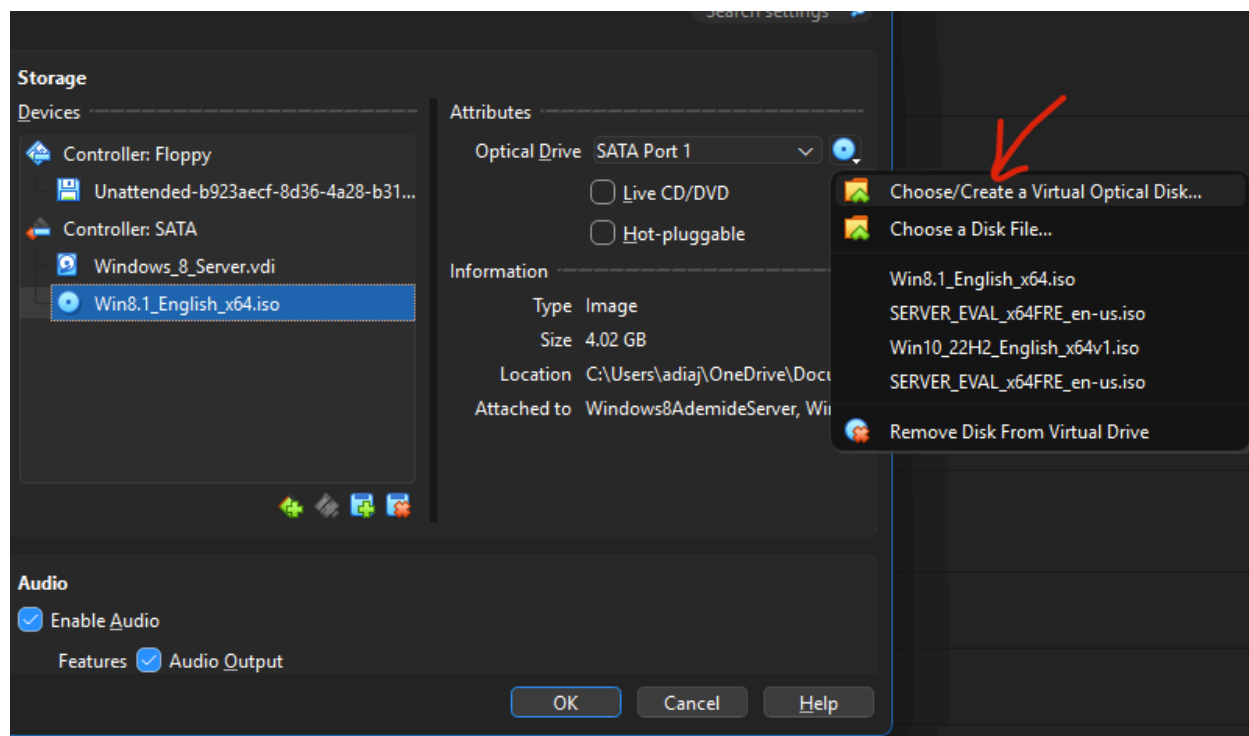 Search settings
Storage
Devices
Controller: Floppy
Unattended-b923aecf-8d36-4a28-b31...
Controller: SATA
Windows_8_Server.vdi
Win8.1_English_x64.iso
Attributes
Optical Drive SATA Port 1
Live CD/DVD
Hot-pluggable
Information
Type Image
Size 4.02 GB
Location C:\Users\adiaj\OneDrive\Docu
Attached to Windows8AdemideServer, Wi
Choose/Create a Virtual Optical Disk...
Choose a Disk File...
Win8.1_English_x64.iso
SERVER_EVAL_x64FRE_en-us.iso
Win10_22H2_English_x64v1.iso
SERVER_EVAL_x64FRE_en-us.iso
Remove Disk From Virtual Drive
Audio
Enable Audio
Features Audio Output
OK Cancel Help